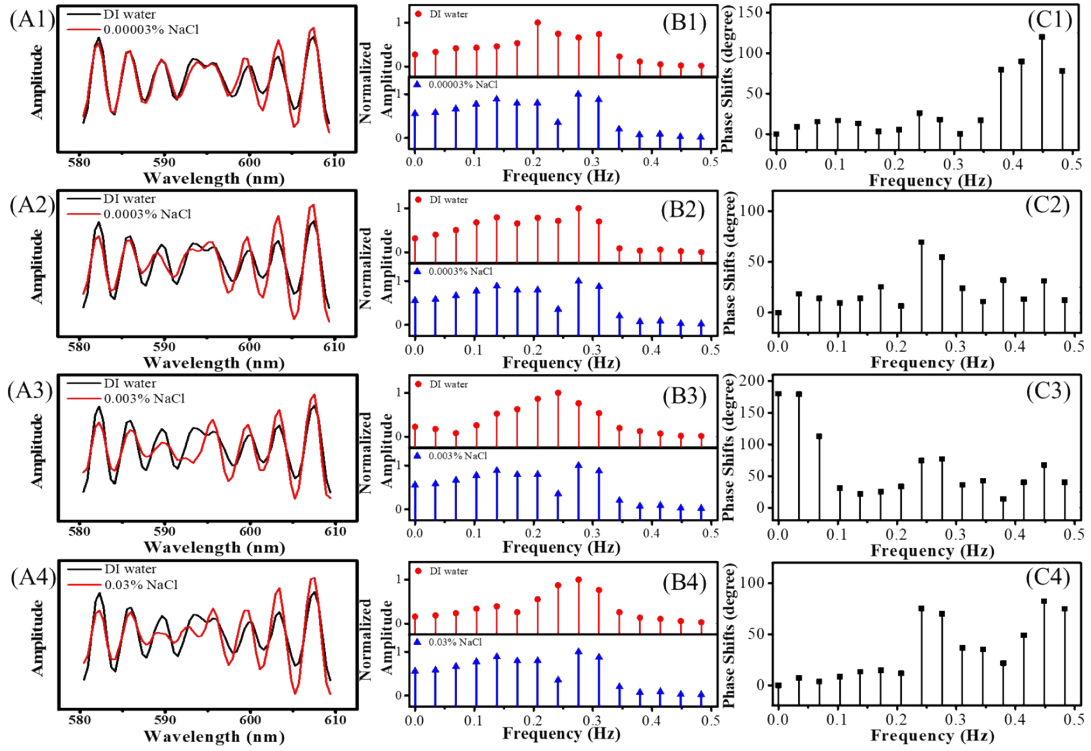 (A1)
DI water
0.00003% NaCl
Amplitude
580
590
600
610
Wavelength (nm)
(B1)
DI water
0.00003% NaCl
Normalized
Amplitude
1
0
1
0
0.0
0.1
0.2
0.3
0.4
0.5
Frequency (Hz)
(C1)
Phase Shifts (degree)
150
100
50
0
0.0
0.1
0.2
0.3
0.4
0.5
Frequency (Hz)
(A2)
DI water
0.0003% NaCl
Amplitude
580
590
600
610
Wavelength (nm)
(B2)
DI water
0.0003% NaCl
Normalized
Amplitude
1
0
1
0
0.0
0.1
0.2
0.3
0.4
0.5
Frequency (Hz)
(C2)
Phase Shifts (degree)
100
50
0
0.0
0.1
0.2
0.3
0.4
0.5
Frequency (Hz)
(A3)
DI water
0.003% NaCl
Amplitude
580
590
600
610
Wavelength (nm)
(B3)
DI water
0.003% NaCl
Normalized
Amplitude
1
0
1
0
0.0
0.1
0.2
0.3
0.4
0.5
Frequency (Hz)
(C3)
Phase Shifts (degree)
200
150
100
50
0
0.0
0.1
0.2
0.3
0.4
0.5
Frequency (Hz)
(A4)
DI water
0.03% NaCl
Amplitude
580
590
600
610
Wavelength (nm)
(B4)
DI water
0.03% NaCl
Normalized
Amplitude
1
0
1
0
0.0
0.1
0.2
0.3
0.4
0.5
Frequency (Hz)
(C4)
Phase Shifts (degree)
100
50
0
0.0
0.1
0.2
0.3
0.4
0.5
Frequency (Hz)